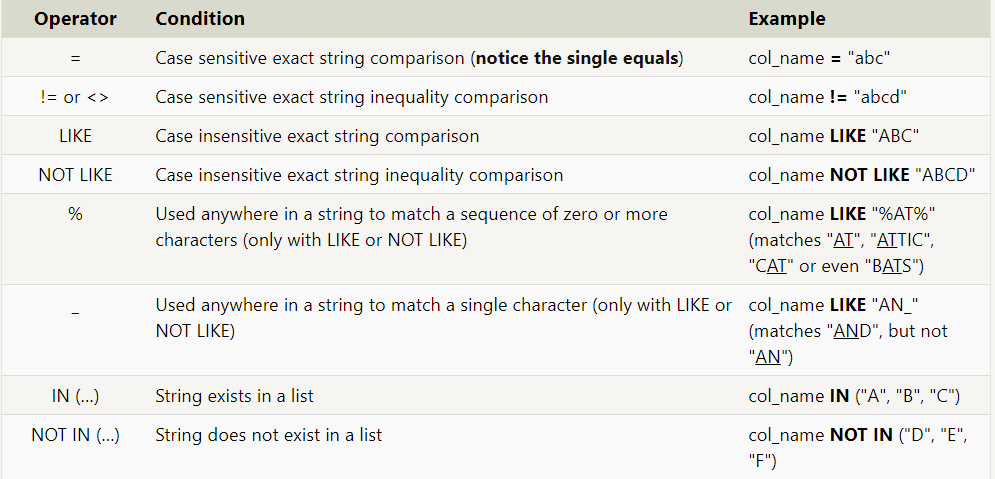 Operator Condition Example
= Case sensitive exact string comparison (notice the single equals) col_name = "abc"
!= or <> Case sensitive exact string inequality comparison col_name != "abcd"
LIKE Case insensitive exact string comparison col_name LIKE "ABC"
NOT LIKE Case insensitive exact string inequality comparison col_name NOT LIKE "ABCD"
% Used anywhere in a string to match a sequence of zero or more col_name LIKE "%AT%"
characters (only with LIKE or NOT LIKE) (matches "AT", "ATTIC",
"CAT" or even "BATS")
_ Used anywhere in a string to match a single character (only with LIKE or col_name LIKE "AN_"
NOT LIKE) (matches "AND", but not
"AN")
IN (…) String exists in a list col_name IN ("A", "B", "C")
NOT IN (…) String does not exist in a list col_name NOT IN ("D", "E",
"F")